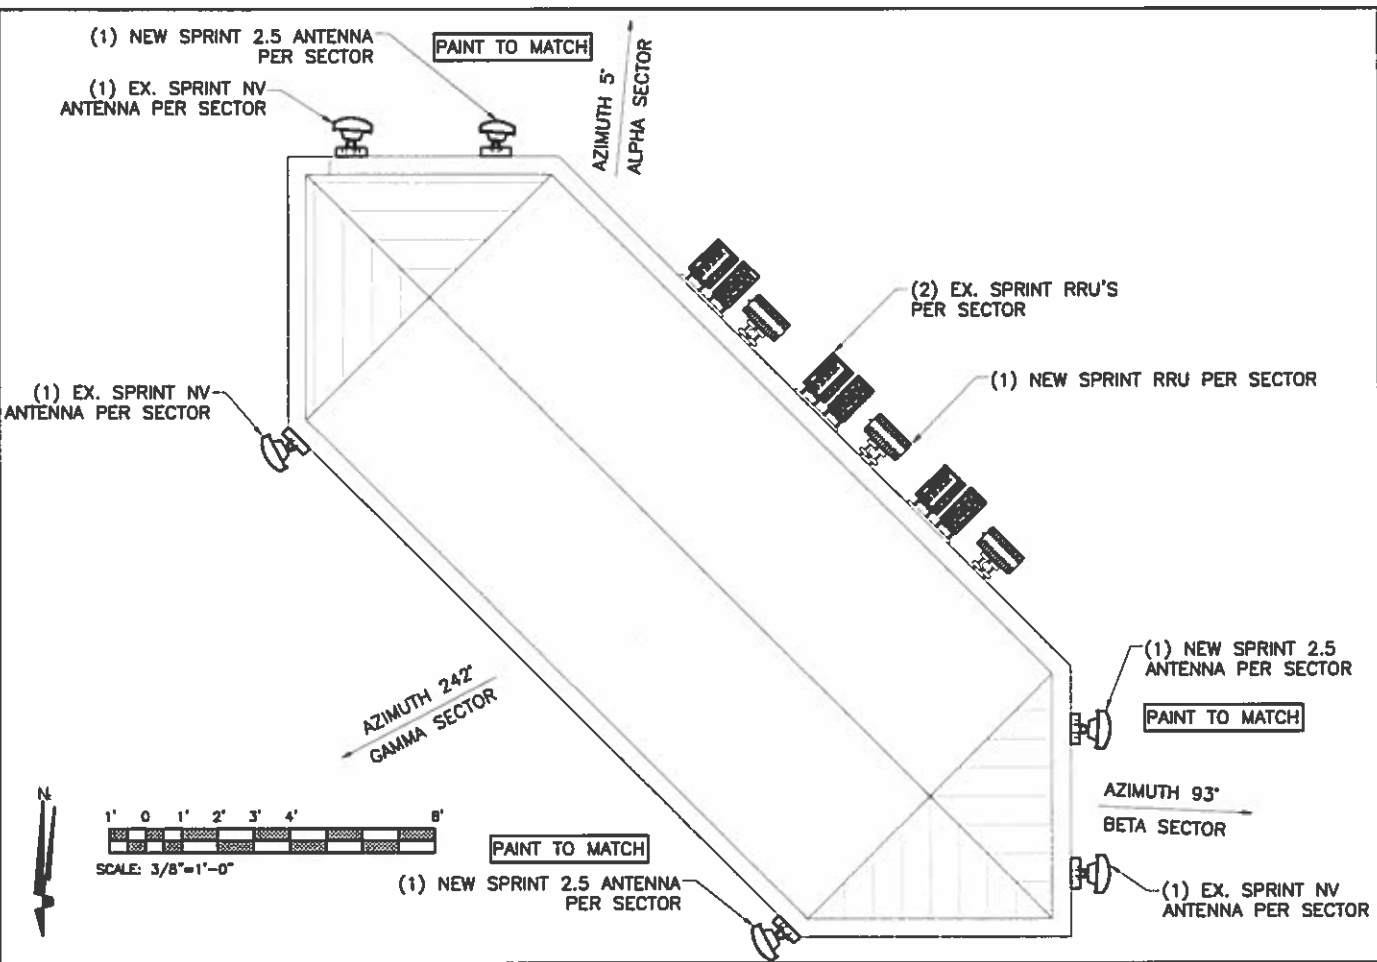 (1) NEW SPRINT 2.5 ANTENNA
PER SECTOR
PAINT TO MATCH
(1) EX. SPRINT NV
ANTENNA PER SECTOR
AZIMUTH 5°
ALPHA SECTOR
(2) EX. SPRINT RRU'S
PER SECTOR
(1) NEW SPRINT RRU PER SECTOR
(1) EX. SPRINT NV
ANTENNA PER SECTOR
(1) NEW SPRINT 2.5
ANTENNA PER SECTOR
PAINT TO MATCH
AZIMUTH 242°
GAMMA SECTOR
AZIMUTH 93°
BETA SECTOR
N
1' 0 1' 2' 3' 4' 8'
SCALE: 3/8"=1'-0"
PAINT TO MATCH
(1) NEW SPRINT 2.5 ANTENNA
PER SECTOR
(1) EX. SPRINT NV
ANTENNA PER SECTOR